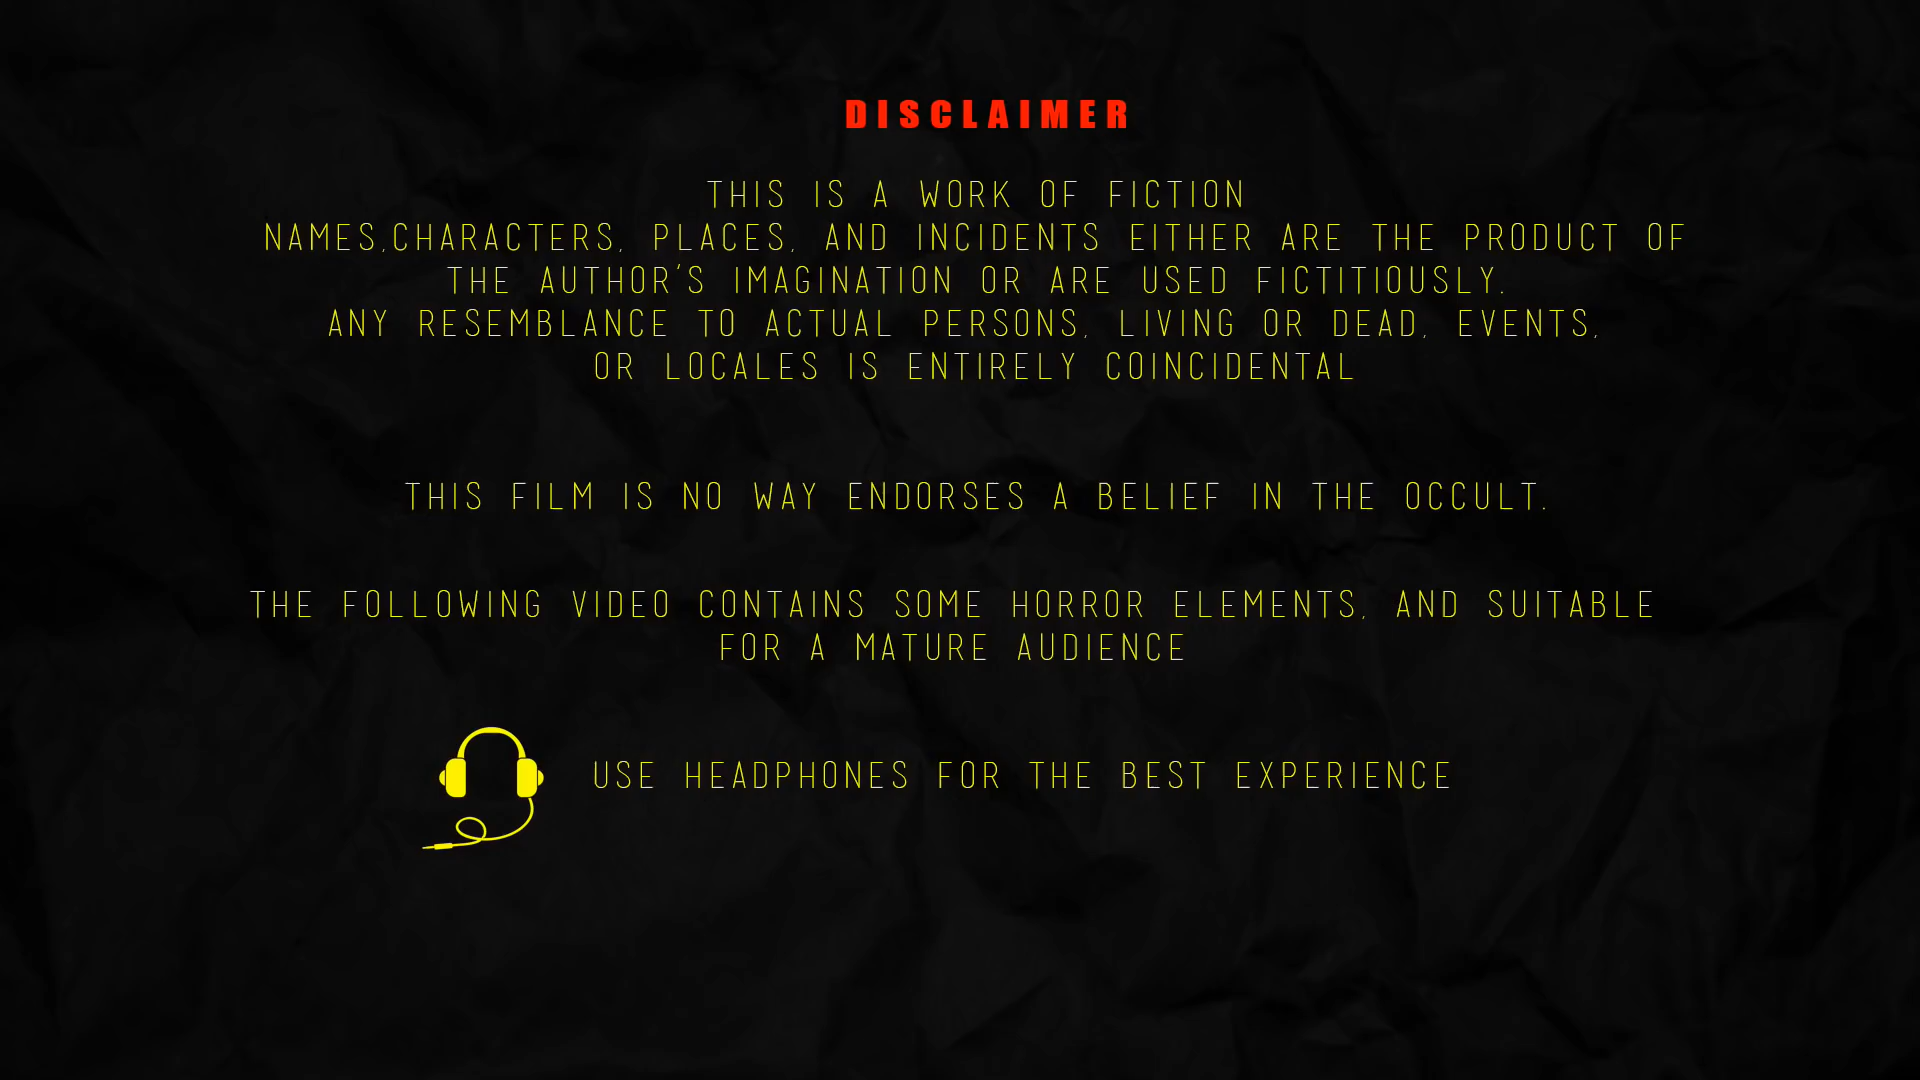 DISCLAIMER
THIS IS A WORK OF FICTION
NAMES,CHARACTERS, PLACES, AND INCIDENTS EITHER ARE THE PRODUCT OF
THE AUTHOR'S IMAGINATION OR ARE USED FICTITIOUSLY.
ANY RESEMBLANCE TO ACTUAL PERSONS, LIVING OR DEAD, EVENTS,
OR LOCALES IS ENTIRELY COINCIDENTAL
THIS FILM IS NO WAY ENDORSES A BELIEF IN THE OCCULT.
THE FOLLOWING VIDEO CONTAINS SOME HORROR ELEMENTS, AND SUITABLE
FOR A MATURE AUDIENCE
USE HEADPHONES FOR THE BEST EXPERIENCE